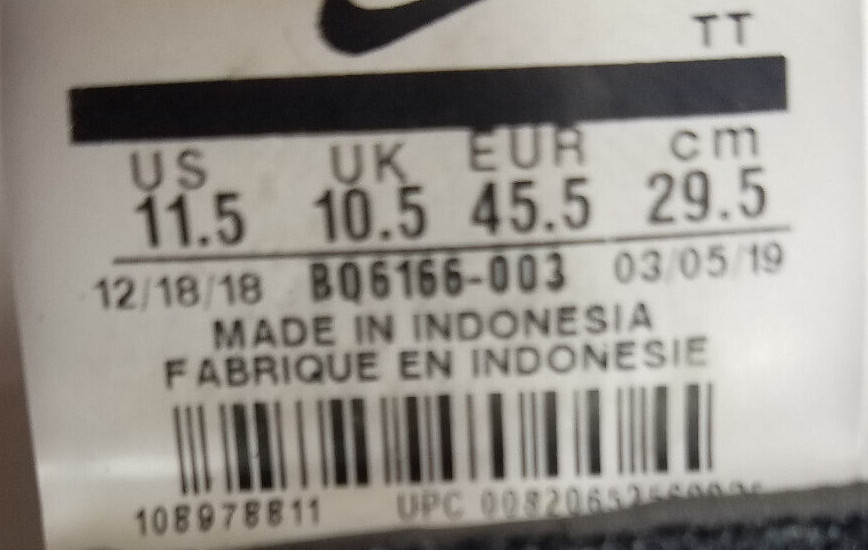 TT
US UK EUR cm
11.5 10.5 45.5 29.5
12/18/18 BQ6166-003 03/05/19
MADE IN INDONESIA
FABRIQUE EN INDONESIE
108978811 UPC